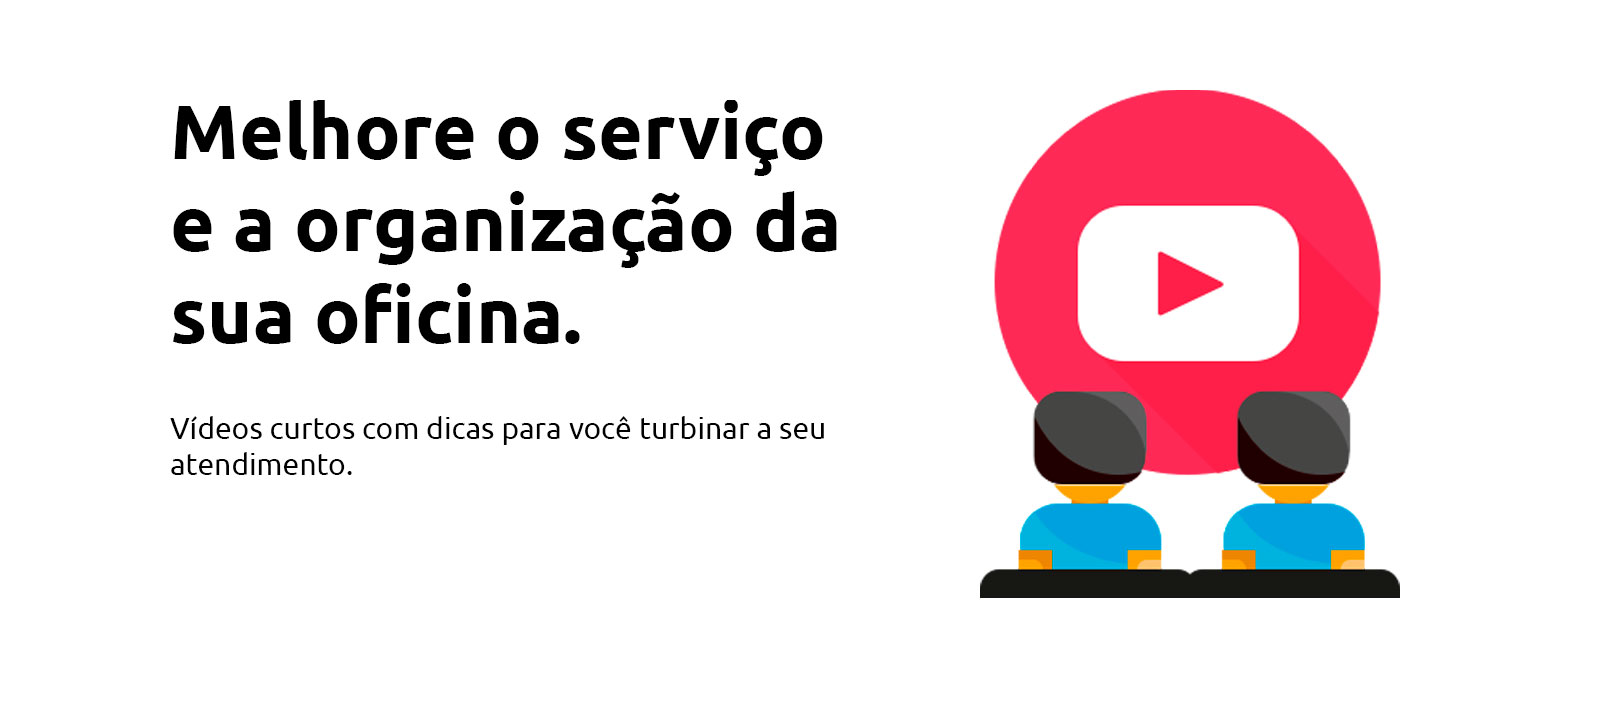 Melhore o serviço
e a organização da
sua oficina.
Vídeos curtos com dicas para você turbinar a seu
atendimento.